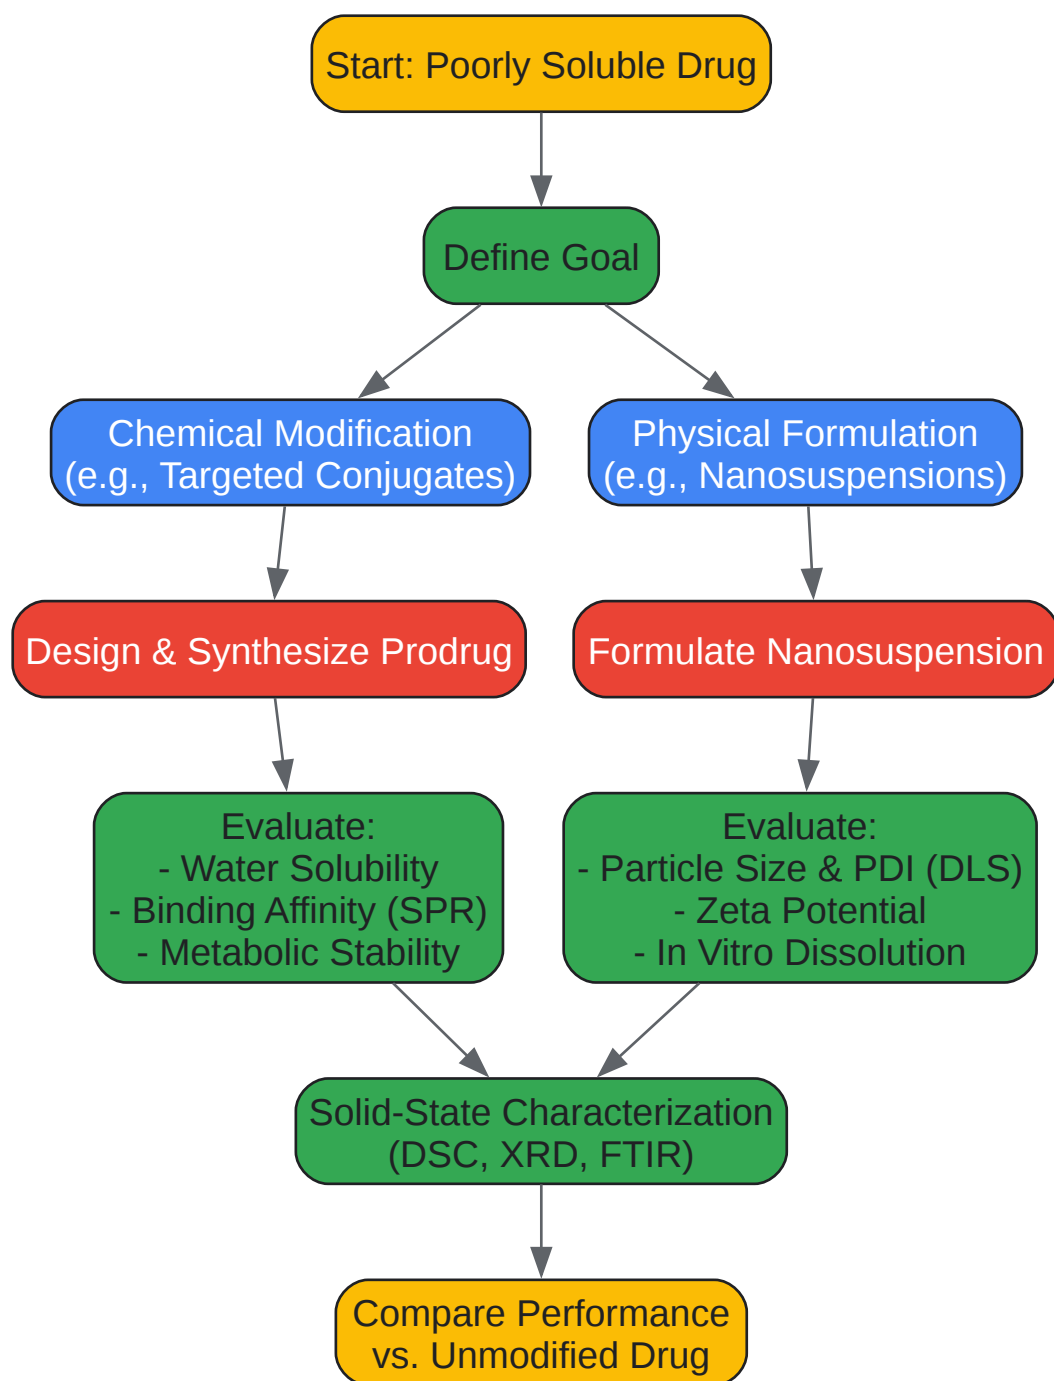 Start: Poorly Soluble Drug
Define Goal
Chemical Modification
(e.g., Targeted Conjugates)
Physical Formulation
(e.g., Nanosuspensions)
Design & Synthesize Prodrug
Formulate Nanosuspension
Evaluate:
- Water Solubility
- Binding Affinity (SPR)
- Metabolic Stability
Evaluate:
- Particle Size & PDI (DLS)
- Zeta Potential
- In Vitro Dissolution
Solid-State Characterization
(DSC, XRD, FTIR)
Compare Performance
vs. Unmodified Drug